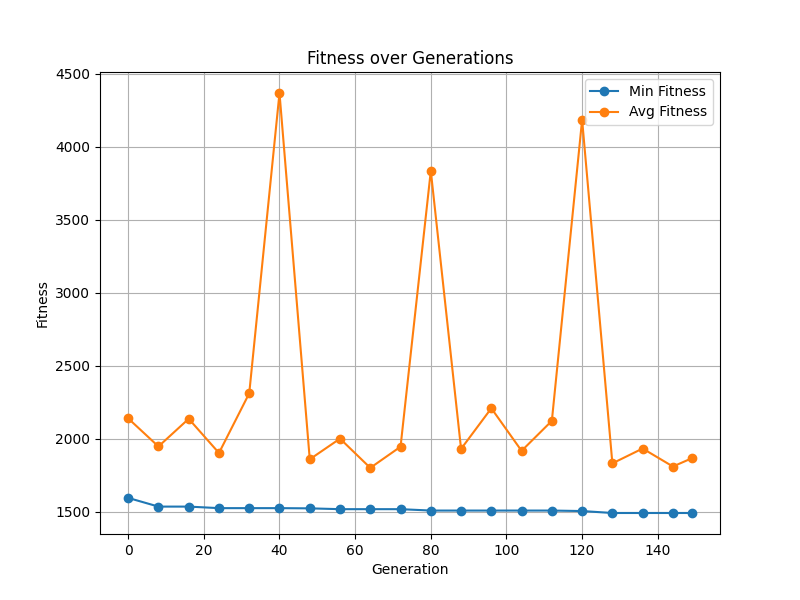 Fitness over Generations
4500
4000
3500
3000
2500
2000
1500
Fitness
Min Fitness
Avg Fitness
0 20 40 60 80 100 120 140
Generation